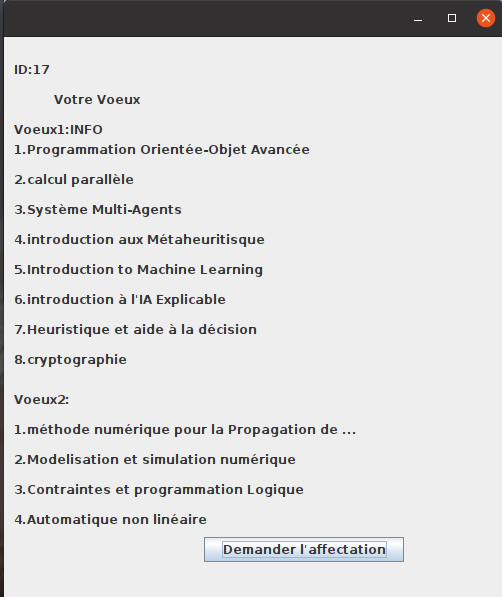 ID:17
Votre Voeux
Voeux1:INFO
1.Programmation Orientée-Objet Avancée
2.calcul parallèle
3.Système Multi-Agents
4.introduction aux Métaheuritisque
5.Introduction to Machine Learning
6.introduction à l'IA Explicable
7.Heuristique et aide à la décision
8.cryptographie
Voeux2:
1.méthode numérique pour la Propagation de ...
2.Modelisation et simulation numérique
3.Contraintes et programmation Logique
4.Automatique non linéaire
Demander l'affectation